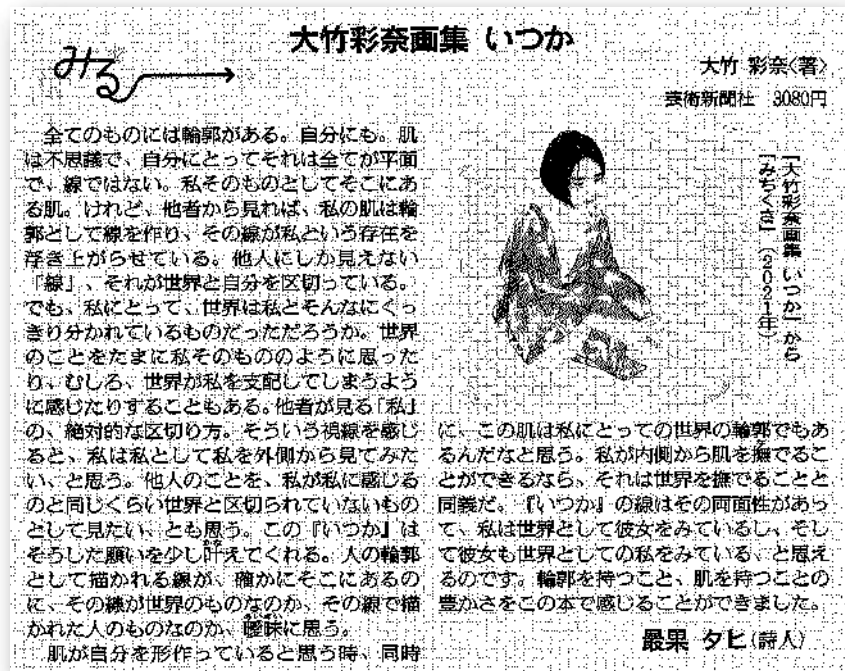 大竹彩奈画集 いつか
みる
大竹 彩奈〈著〉
芸術新聞社 3080円
「大竹彩奈画集 いつか」から
「みちくさ」(2021年)
全てのものには輪郭がある。自分にも。肌
は不思議で、自分にとってそれは全てが平面
で、線ではない。私そのものとしてそこにあ
る肌。けれど、他者から見れば、私の肌は輪
郭として線を作り、その線が私という存在を
浮き上がらせている。他人にしか見えない
「線」、それが世界と自分を区切っている。
でも、私にとって、世界は私とそんなにくっ
きり分かれているものだっただろうか。世界
のことをたまに私そのもののように思った
り、むしろ、世界が私を支配してしまうよう
に感じたりすることもある。他者が見る「私」
の、絶対的な区切り方。そういう視線を感じ
ると、私は私として私を外側から見てみた
い、と思う。他人のことを、私が私に感じる
のと同じくらい世界と区切られていないもの
として見たい、とも思う。この『いつか』は
そうした願いを少し叶えてくれる。人の輪郭
として描かれる線が、確かにそこにあるの
に、その線が世界のものなのか、その線で描
かれた人のものなのか、曖昧に思う。
肌が自分を形作っていると思う時、同時
に、この肌は私にとっての世界の輪郭でもあ
るんだなと思う。私が内側から肌を撫でるこ
とができるなら、それは世界を撫でることと
同義だ。『いつか』の線はその両面性があっ
て、私は世界として彼女をみているし、そし
て彼女も世界としての私をみている、と思え
るのです。輪郭を持つこと、肌を持つことの
豊かさをこの本で感じることができました。
最果 タヒ(詩人)